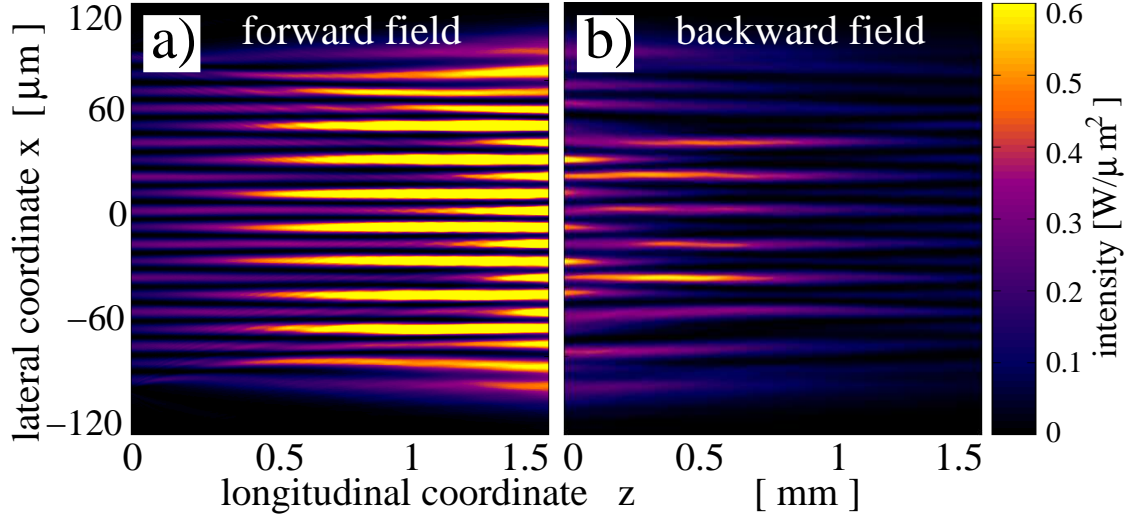 a)
forward field
b)
backward field
120
60
0
−60
−120
lateral coordinate x [μm]
0
0.5
1
1.5
0
0.5
1
1.5
longitudinal coordinate z [ mm ]
0.6
0.5
0.4
0.3
0.2
0.1
0
intensity [W/μ m²]